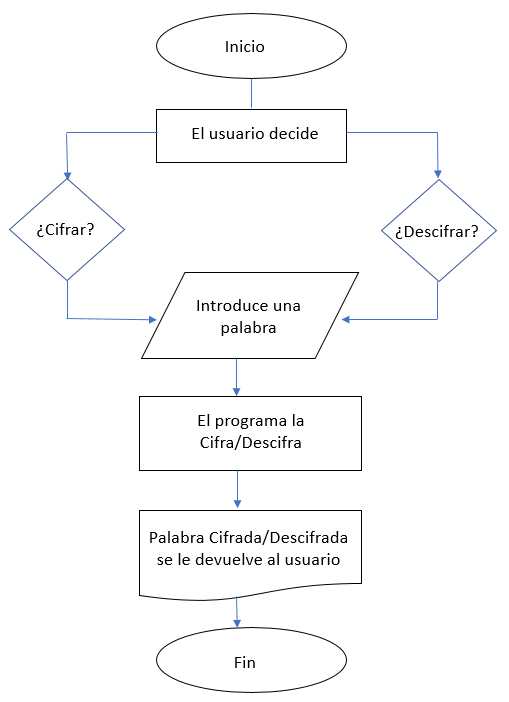 Inicio
El usuario decide
¿Cifrar?
¿Descifrar?
Introduce una
palabra
El programa la
Cifra/Descifra
Palabra Cifrada/Descifrada
se le devuelve al usuario
Fin